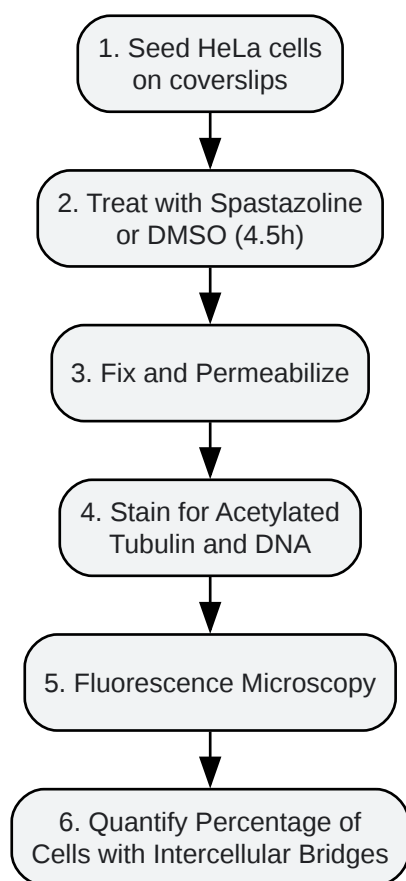 1. Seed HeLa cells
on coverslips
2. Treat with Spastazoline
or DMSO (4.5h)
3. Fix and Permeabilize
4. Stain for Acetylated
Tubulin and DNA
5. Fluorescence Microscopy
6. Quantify Percentage of
Cells with Intercellular Bridges